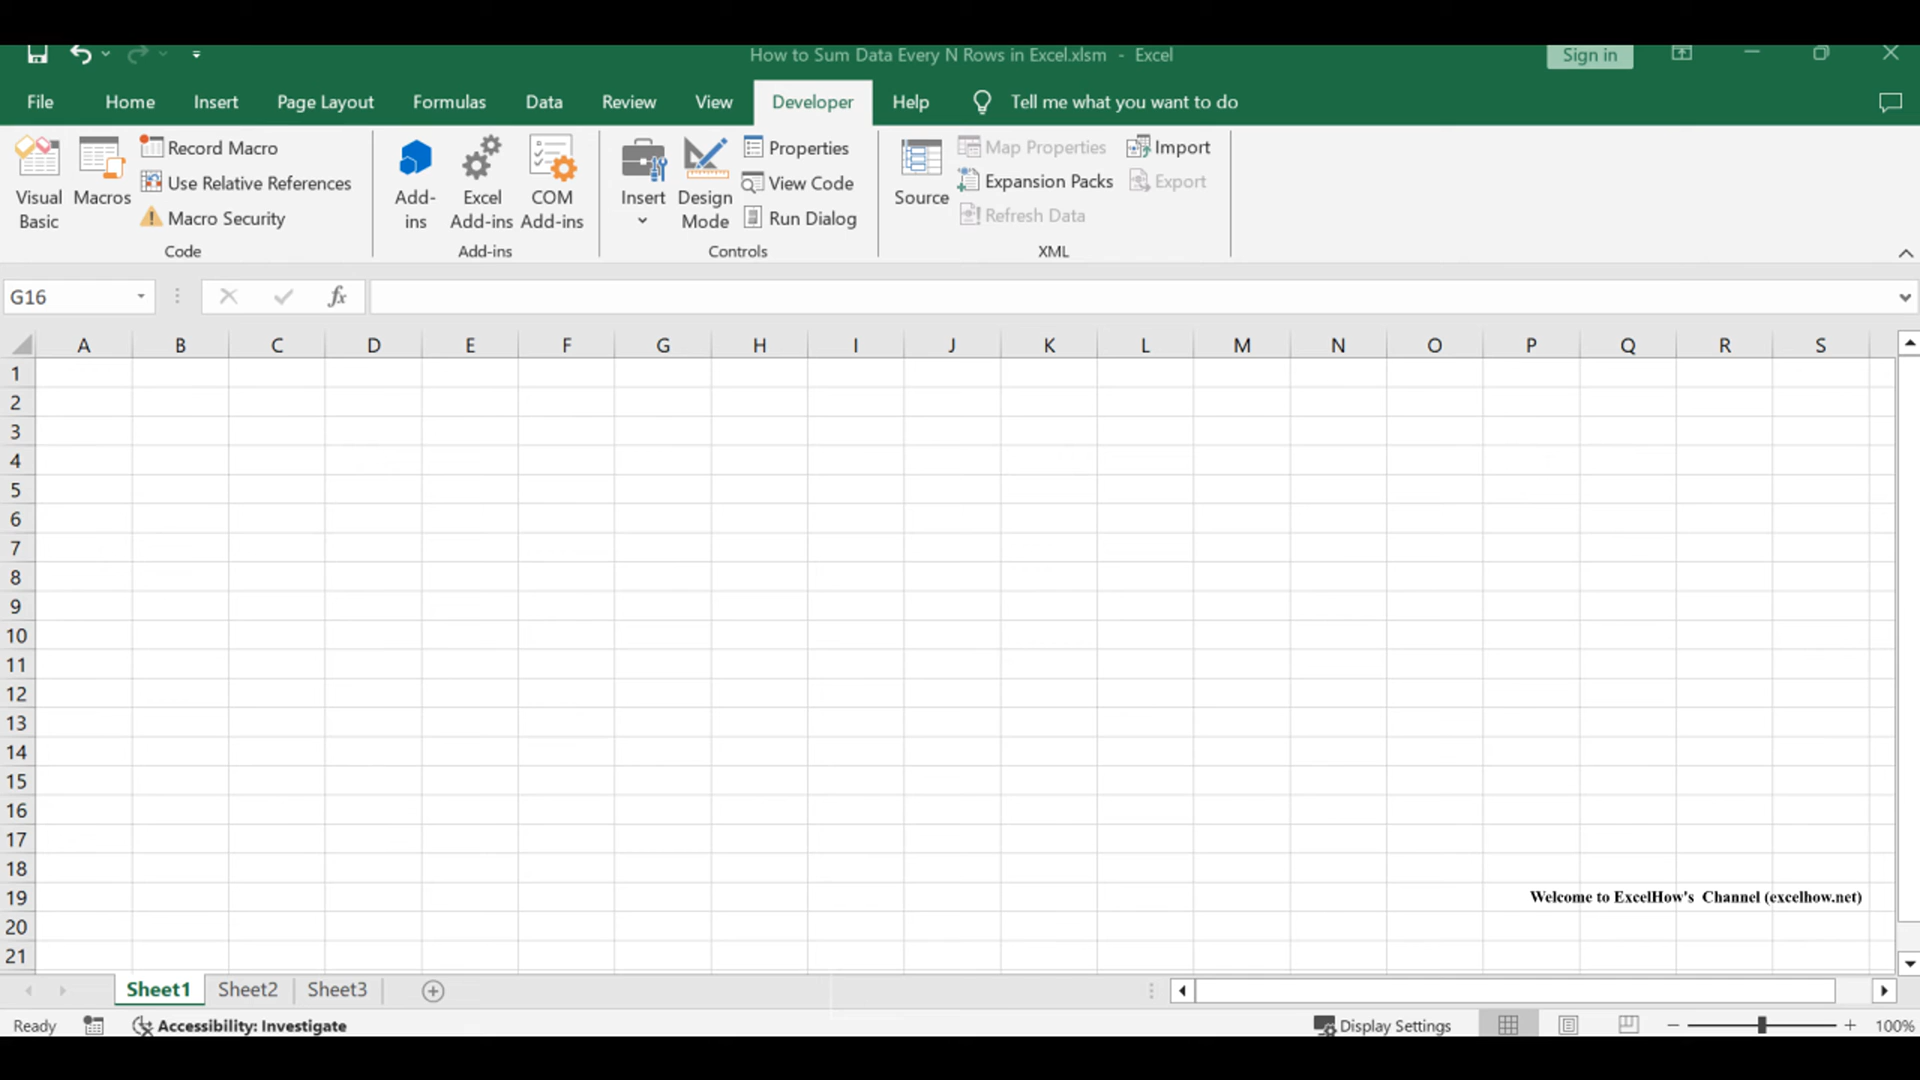 How to Sum Data Every N Rows in Excel.xlsm - Excel
Sign in
File Home Insert Page Layout Formulas Data Review View Developer Help Tell me what you want to do
Visual Basic
Macros
Record Macro
Use Relative References
Macro Security
Code
Add-ins
Excel Add-ins
COM Add-ins
Add-ins
Insert
Design Mode
Properties
View Code
Run Dialog
Controls
Source
Map Properties
Expansion Packs
Refresh Data
Import
Export
XML
G16 fx
A B C D E F G H I J K L M N O P Q R S
1
2
3
4
5
6
7
8
9
10
11
12
13
14
15
16
17
18
19
Welcome to ExcelHow's Channel (excelhow.net)
20
21
Sheet1 Sheet2 Sheet3
Ready Accessibility: Investigate Display Settings 100%